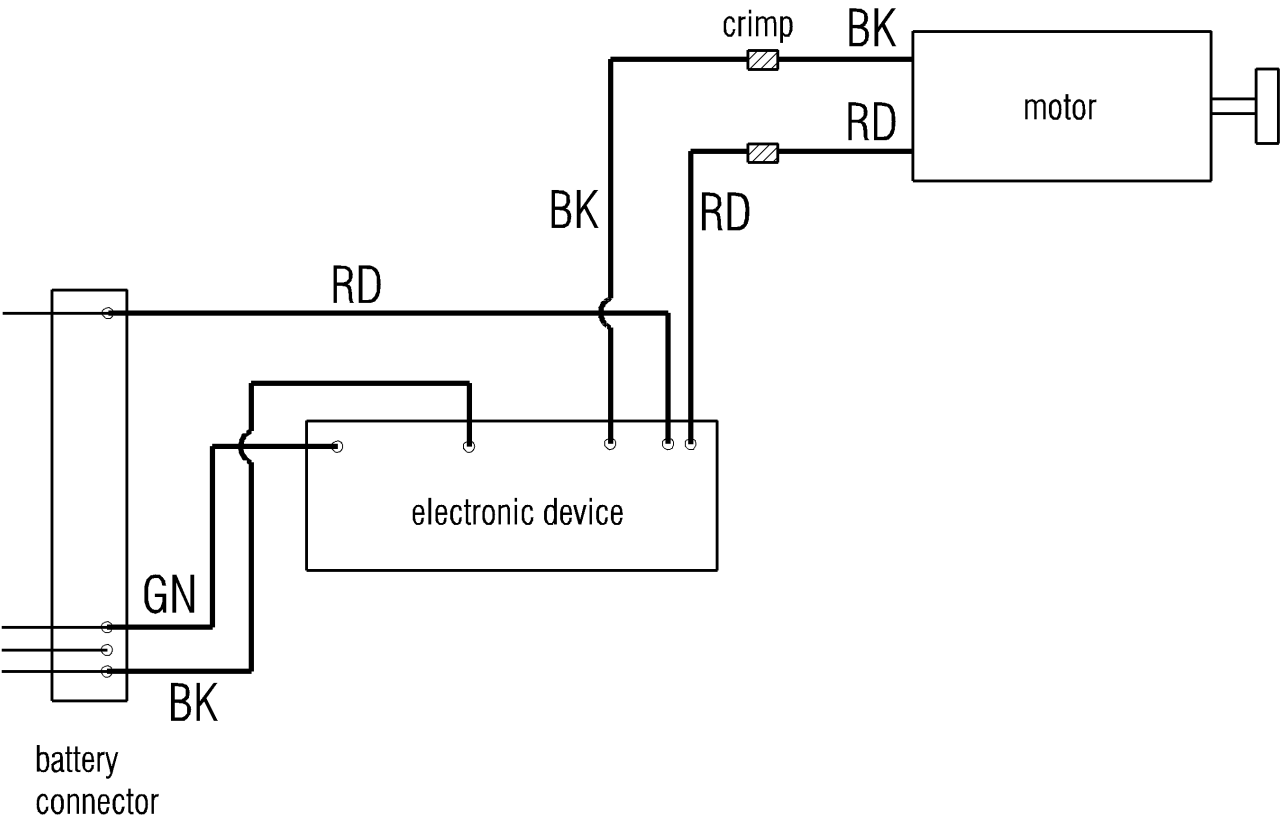 crimp
BK
RD
motor
BK
RD
RD
electronic device
GN
BK
battery
connector